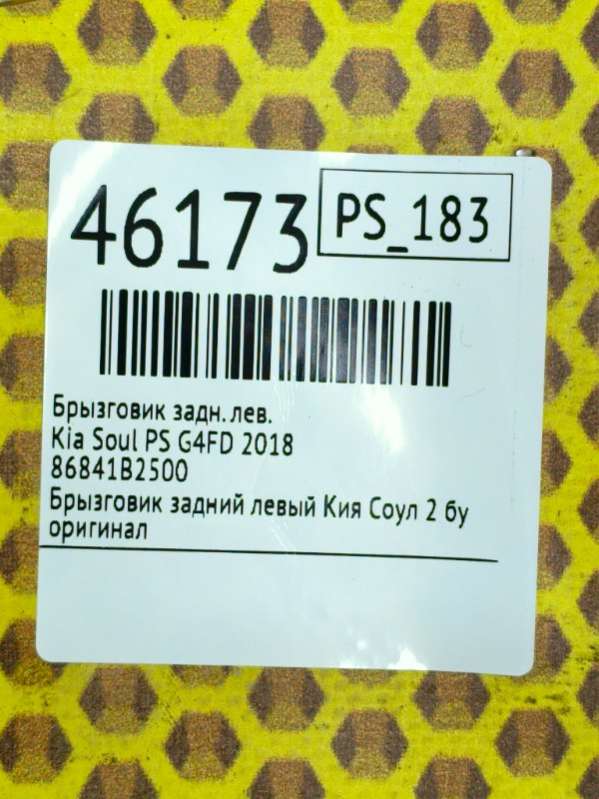 46173
PS_183
Брызговик задн. лев.
Kia Soul PS G4FD 2018
86841B2500
Брызговик задний левый Кия Соул 2 бу
оригинал